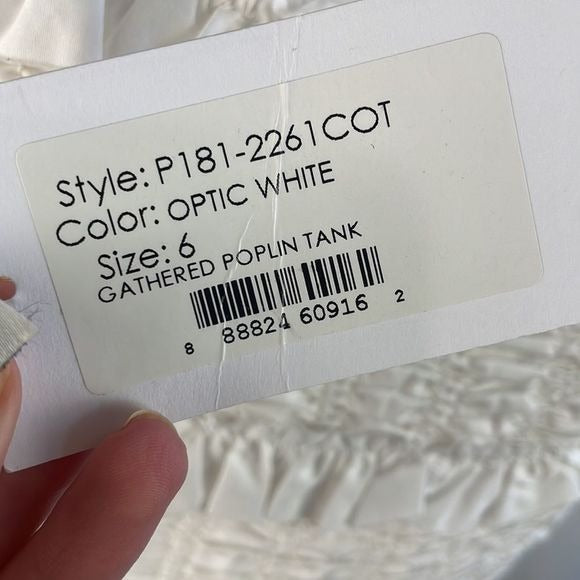 Style: P181-2261COT
Color: OPTIC WHITE
Size: 6
GATHERED POPLIN TANK
8 88824 60916 2